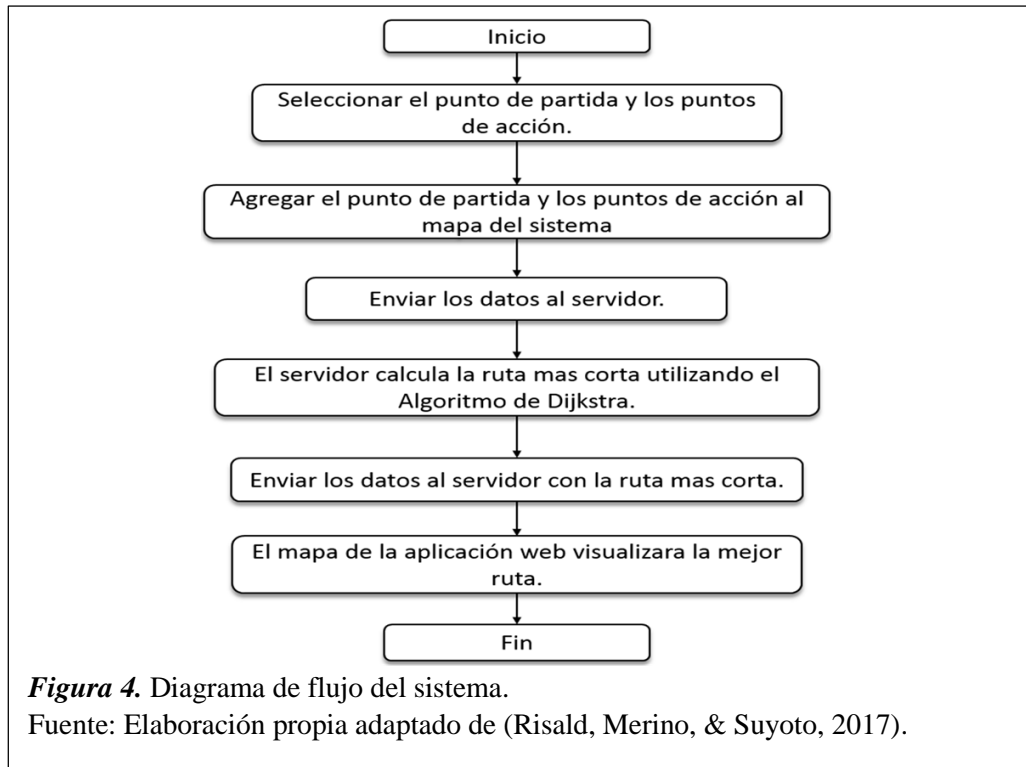 Inicio
Seleccionar el punto de partida y los puntos
de acción.
Agregar el punto de partida y los puntos de acción al
mapa del sistema
Enviar los datos al servidor.
El servidor calcula la ruta mas corta utilizando el
Algoritmo de Dijkstra.
Enviar los datos al servidor con la ruta mas corta.
El mapa de la aplicación web visualizara la mejor
ruta.
Fin
Figura 4. Diagrama de flujo del sistema.
Fuente: Elaboración propia adaptado de (Risald, Merino, & Suyoto, 2017).